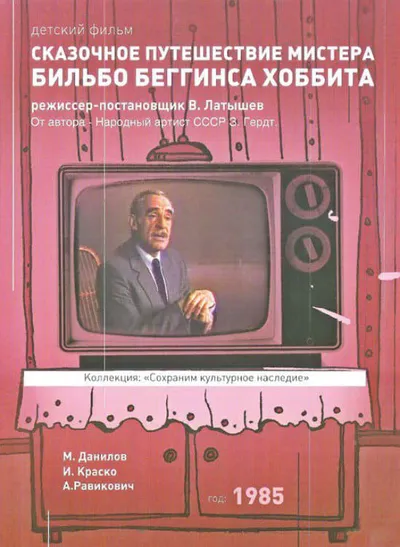 детский фильм
СКАЗОЧНОЕ ПУТЕШЕСТВИЕ МИСТЕРА
БИЛЬБО БЕГГИНСА ХОББИТА
режиссер-постановщик В. Латышев
От автора - Народный артист СССР З. Гердт.
Коллекция: «Сохраним культурное наследие»
М. Данилов
И. Краско
А.Равикович
год: 1985